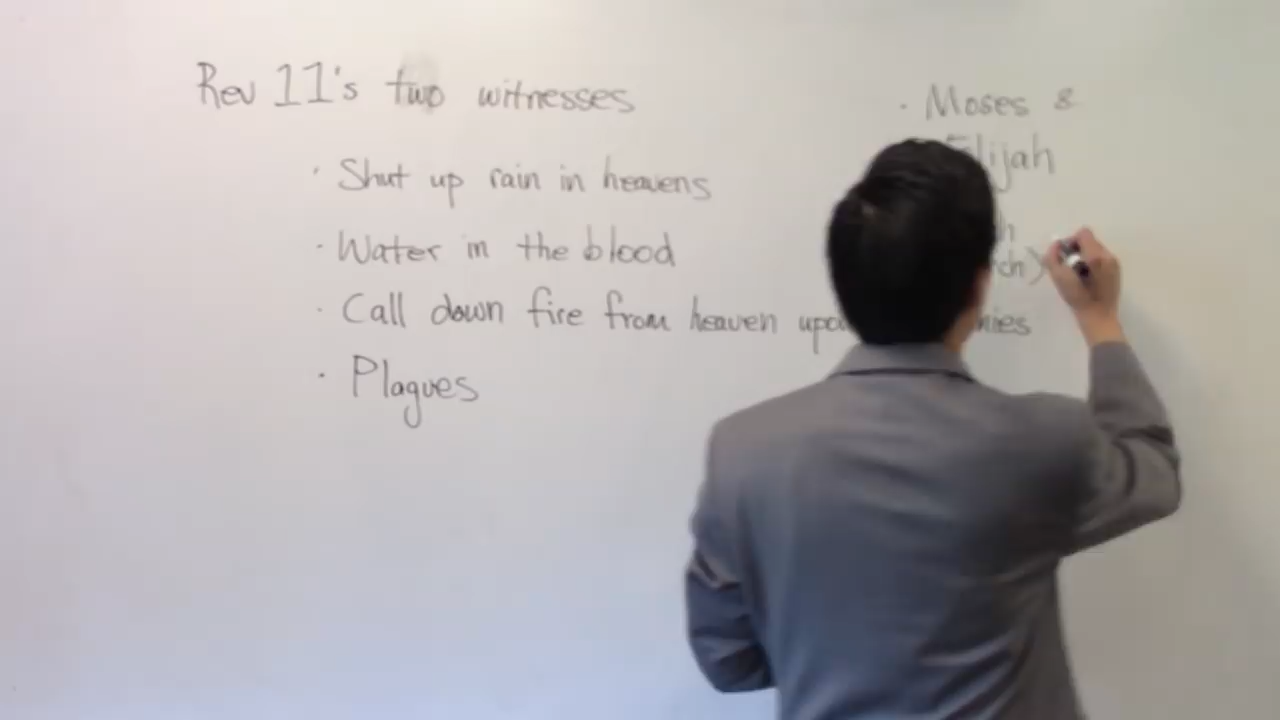 Rev 11's two witnesses
· Shut up rain in heavens
· Water in the blood
· Call down fire from heaven
· Plagues
· Moses &
Elijah